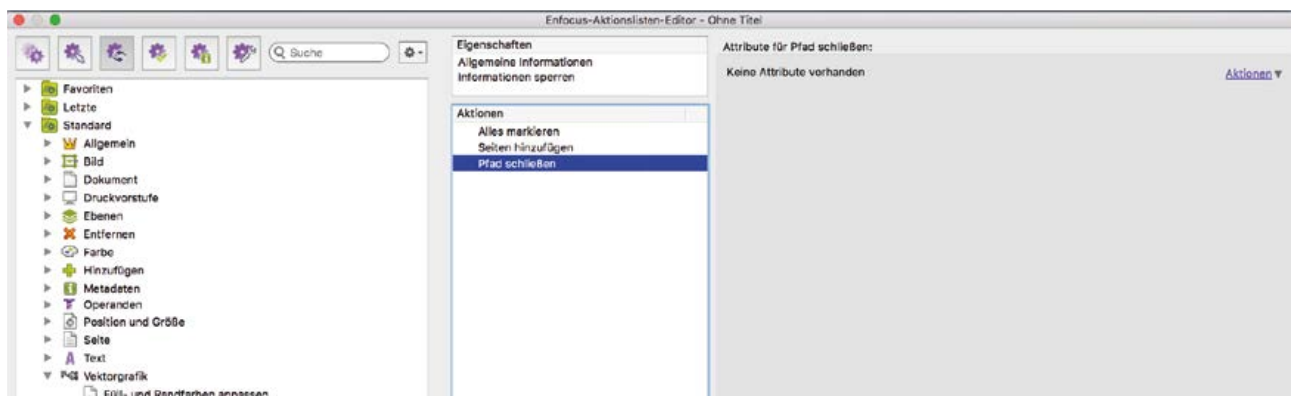 Enfocus-Aktionslisten-Editor - Ohne Titel
Suche
Favoriten
Letzte
Standard
Allgemein
Bild
Dokument
Druckvorstufe
Ebenen
Entfernen
Farbe
Hinzufügen
Metadaten
Operanden
Position und Größe
Seite
Text
Vektorgrafik
Füll- und Randfarben anpassen
Eigenschaften
Allgemeine Informationen
Informationen sperren
Aktionen
Alles markieren
Seiten hinzufügen
Pfad schließen
Attribute für Pfad schließen:
Keine Attribute vorhanden
Aktionen